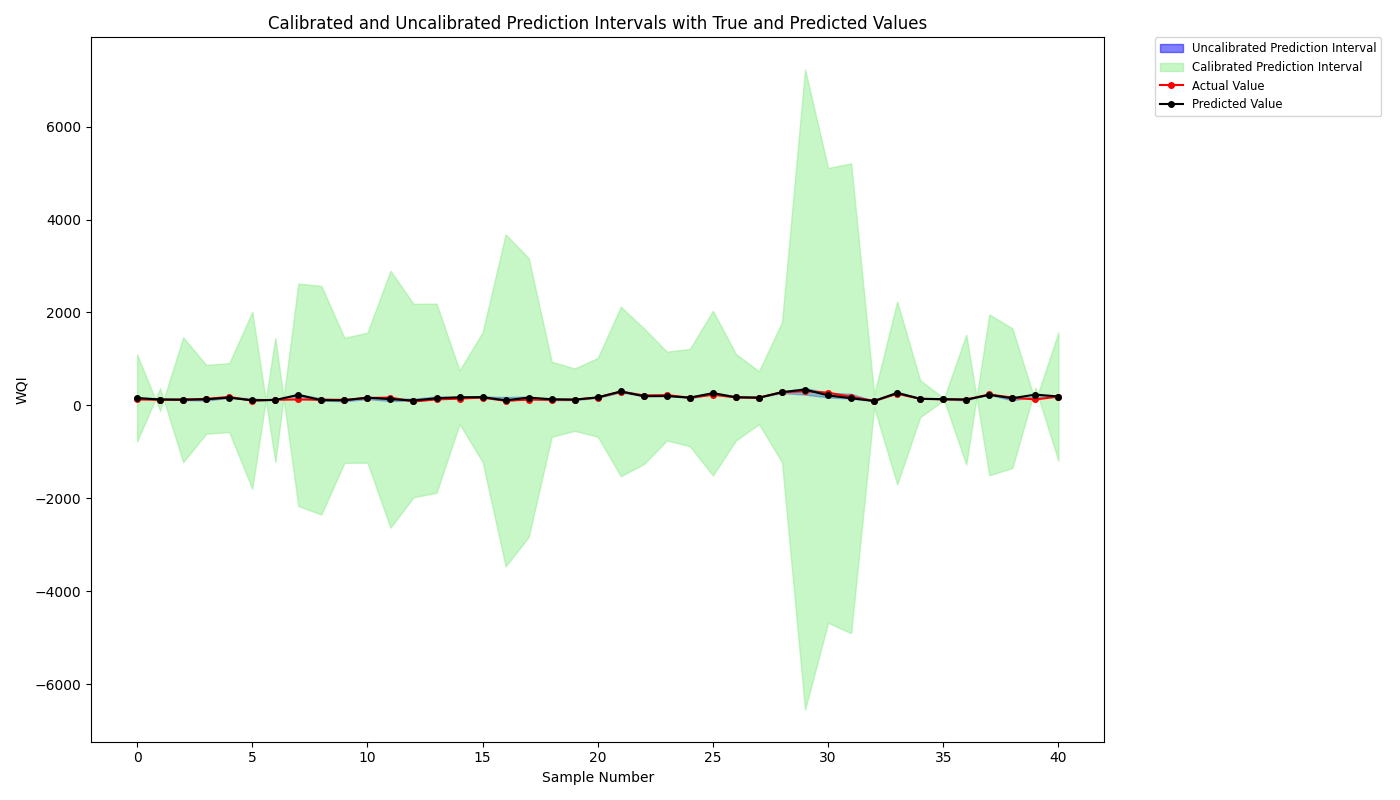 Calibrated and Uncalibrated Prediction Intervals with True and Predicted Values
Uncalibrated Prediction Interval
Calibrated Prediction Interval
Actual Value
Predicted Value
WQI
6000
4000
2000
0
−2000
−4000
−6000
0 5 10 15 20 25 30 35 40
Sample Number